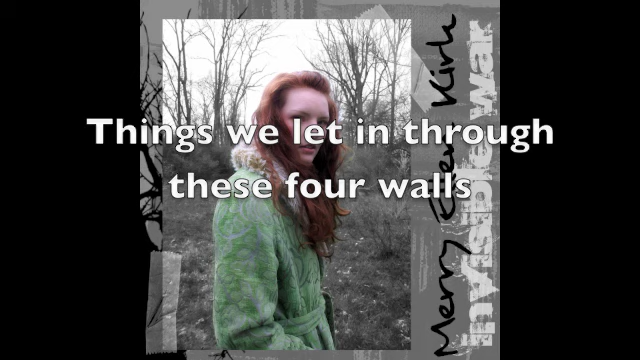 Things we let in through
these four walls
Merry Ellen Kirk
invisible war